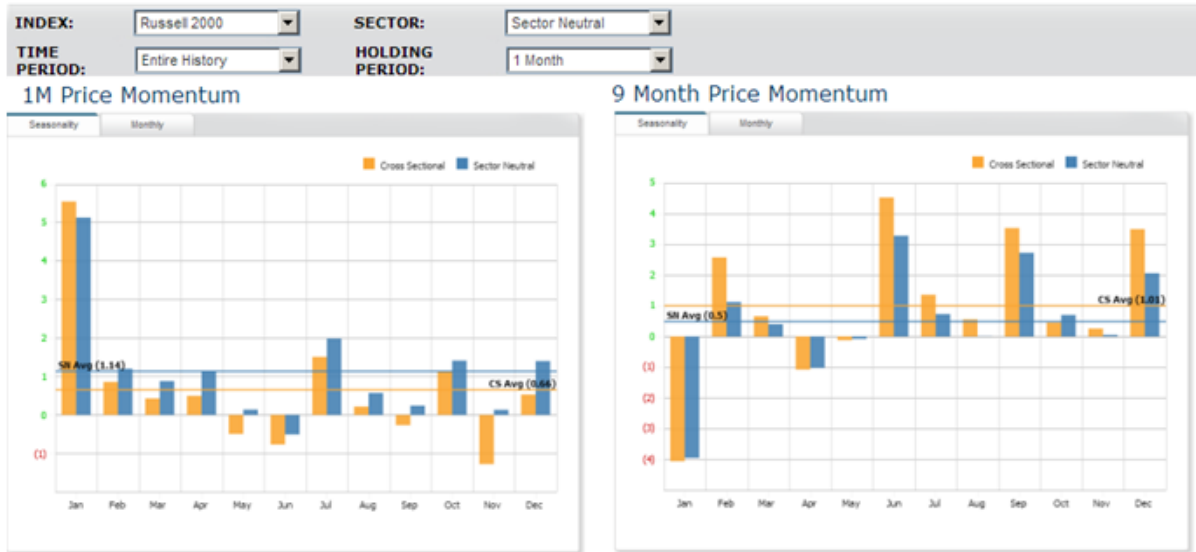 INDEX: Russell 2000 SECTOR: Sector Neutral
TIME PERIOD: Entire History HOLDING PERIOD: 1 Month
1M Price Momentum
Seasonality Monthly
Cross Sectional Sector Neutral
6
5
4
3
2
1
0
(1)
SN Avg (1.14)
CS Avg (0.66)
Jan Feb Mar Apr May Jun Jul Aug Sep Oct Nov Dec
9 Month Price Momentum
Seasonality Monthly
Cross Sectional Sector Neutral
5
4
3
2
1
0
(1)
(2)
(3)
(4)
CS Avg (1.01)
SN Avg (0.5)
Jan Feb Mar Apr May Jun Jul Aug Sep Oct Nov Dec